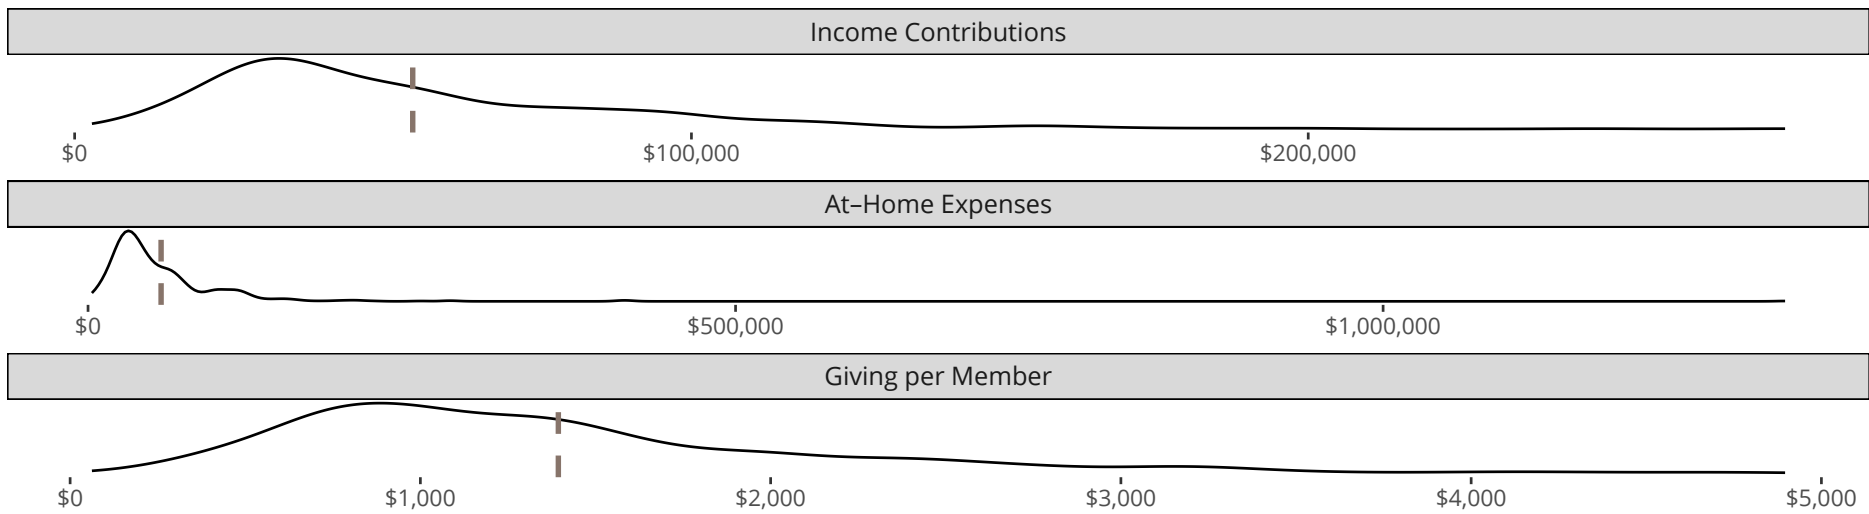 Income Contributions
$0 $100,000 $200,000
At–Home Expenses
$0 $500,000 $1,000,000
Giving per Member
$0 $1,000 $2,000 $3,000 $4,000 $5,000